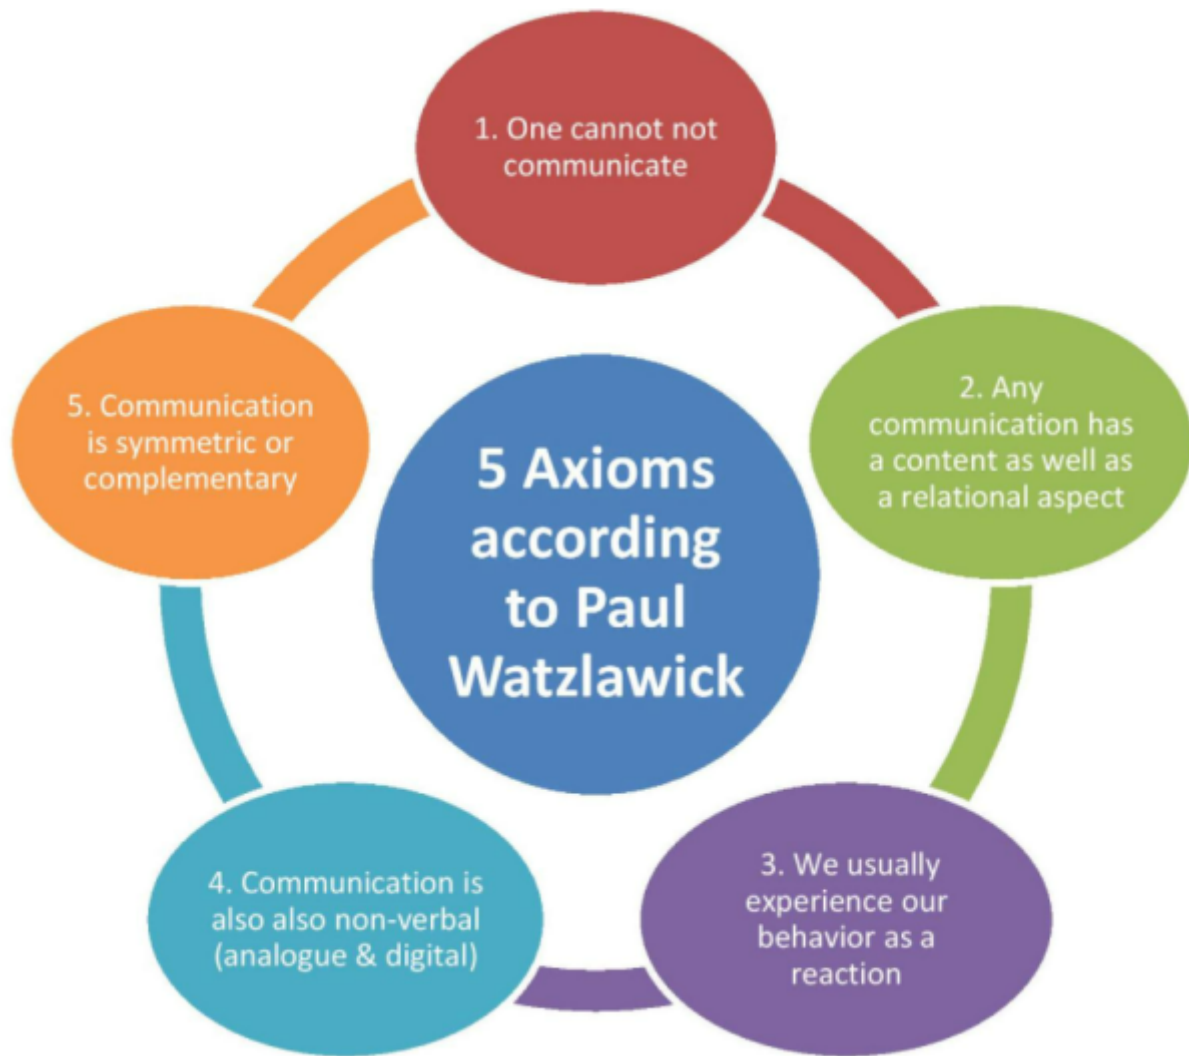 1. One cannot not
communicate
2. Any
communication has
a content as well as
a relational aspect
3. We usually
experience our
behavior as a
reaction
4. Communication is
also also non-verbal
(analogue & digital)
5. Communication
is symmetric or
complementary
5 Axioms
according
to Paul
Watzlawick